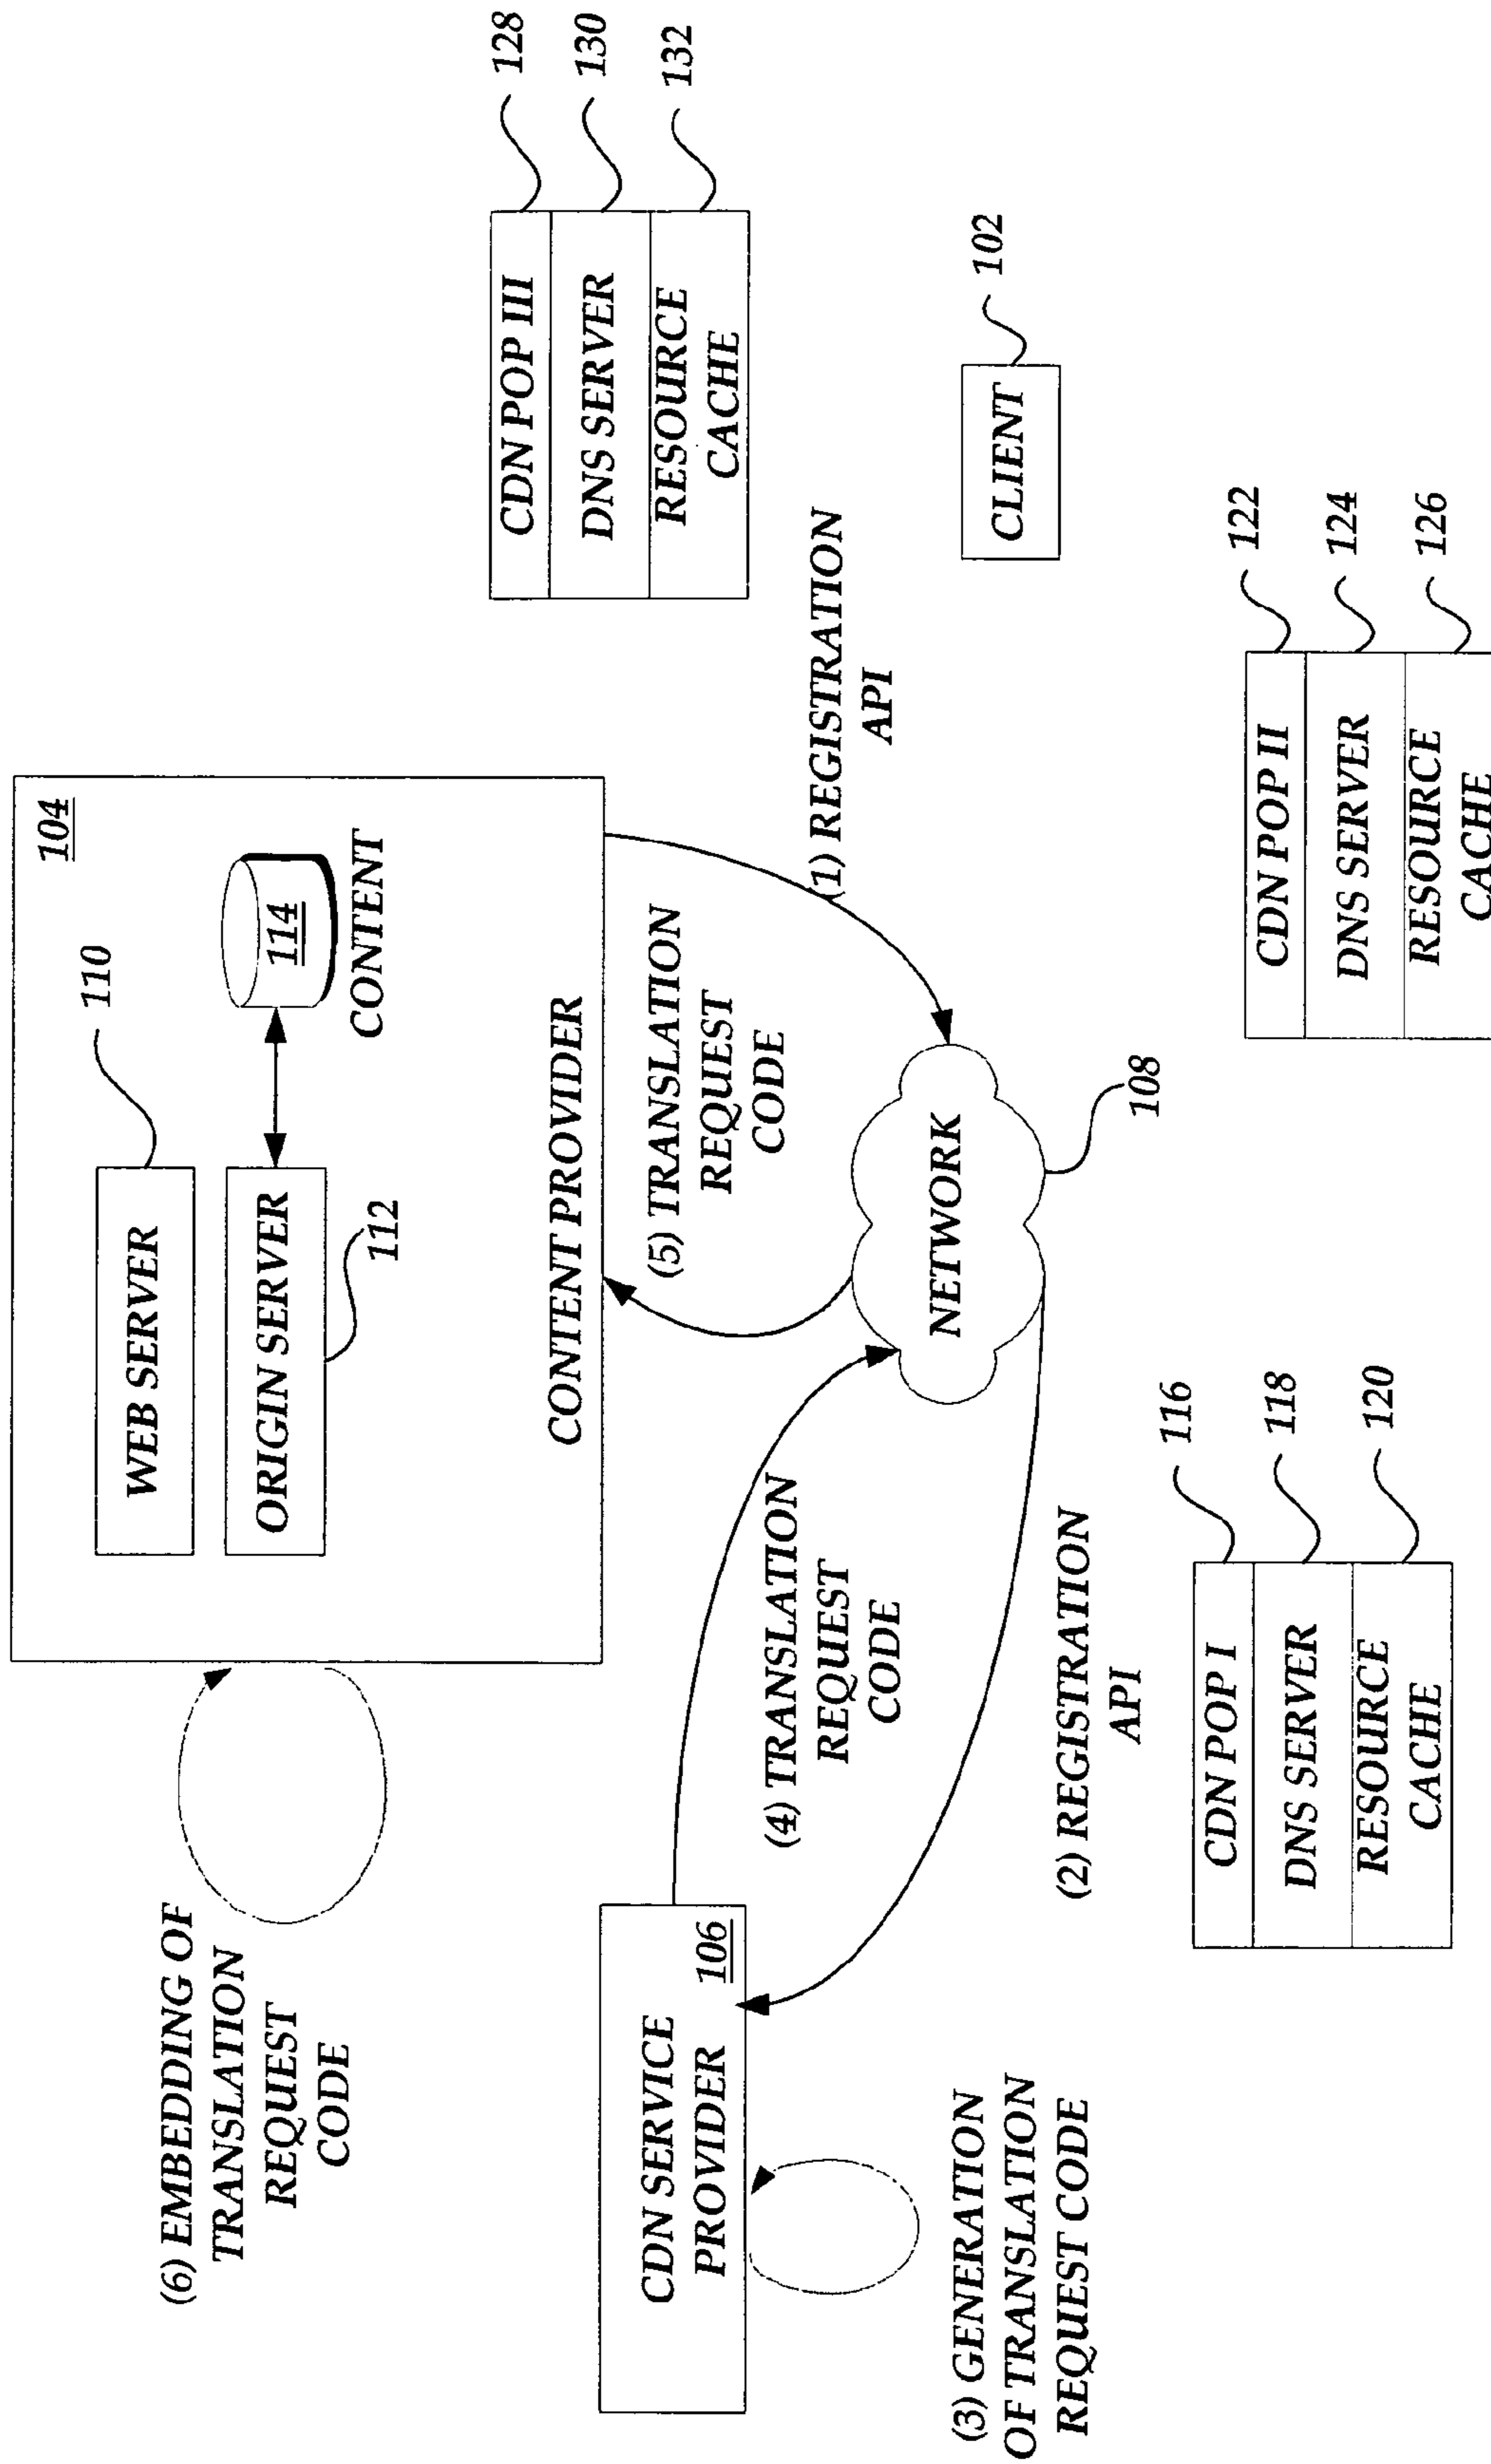 (6) EMBEDDING OF
TRANSLATION
REQUEST
CODE
104
WEB SERVER
110
ORIGIN SERVER
112
114
CONTENT
CONTENT PROVIDER
CDN SERVICE
PROVIDER
106
(3) GENERATION
OF TRANSLATION
REQUEST CODE
(4) TRANSLATION
REQUEST
CODE
(5) TRANSLATION
REQUEST
CODE
(1) REGISTRATION
API
NETWORK
108
(2) REGISTRATION
API
CDN POP III
128
DNS SERVER
130
RESOURCE
CACHE
132
CLIENT
102
CDN POP I
116
DNS SERVER
118
RESOURCE
CACHE
120
CDN POP II
122
DNS SERVER
124
RESOURCE
CACHE
126